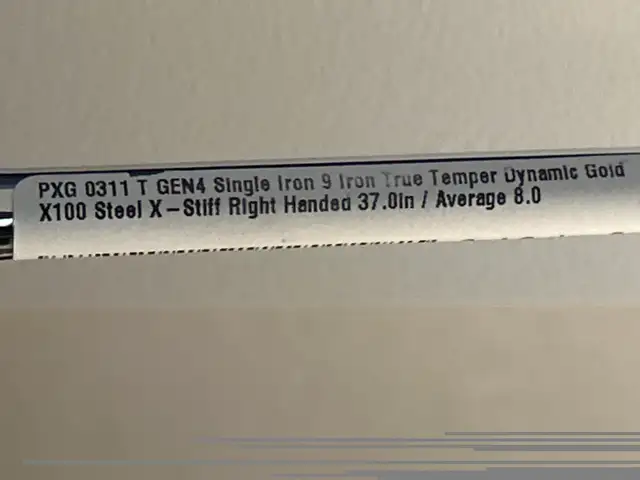 PXG 0311 T GEN4 Single Iron 9 Iron True Temper Dynamic Gold
X100 Steel X-Stiff Right Handed 37.0in / Average 8.0